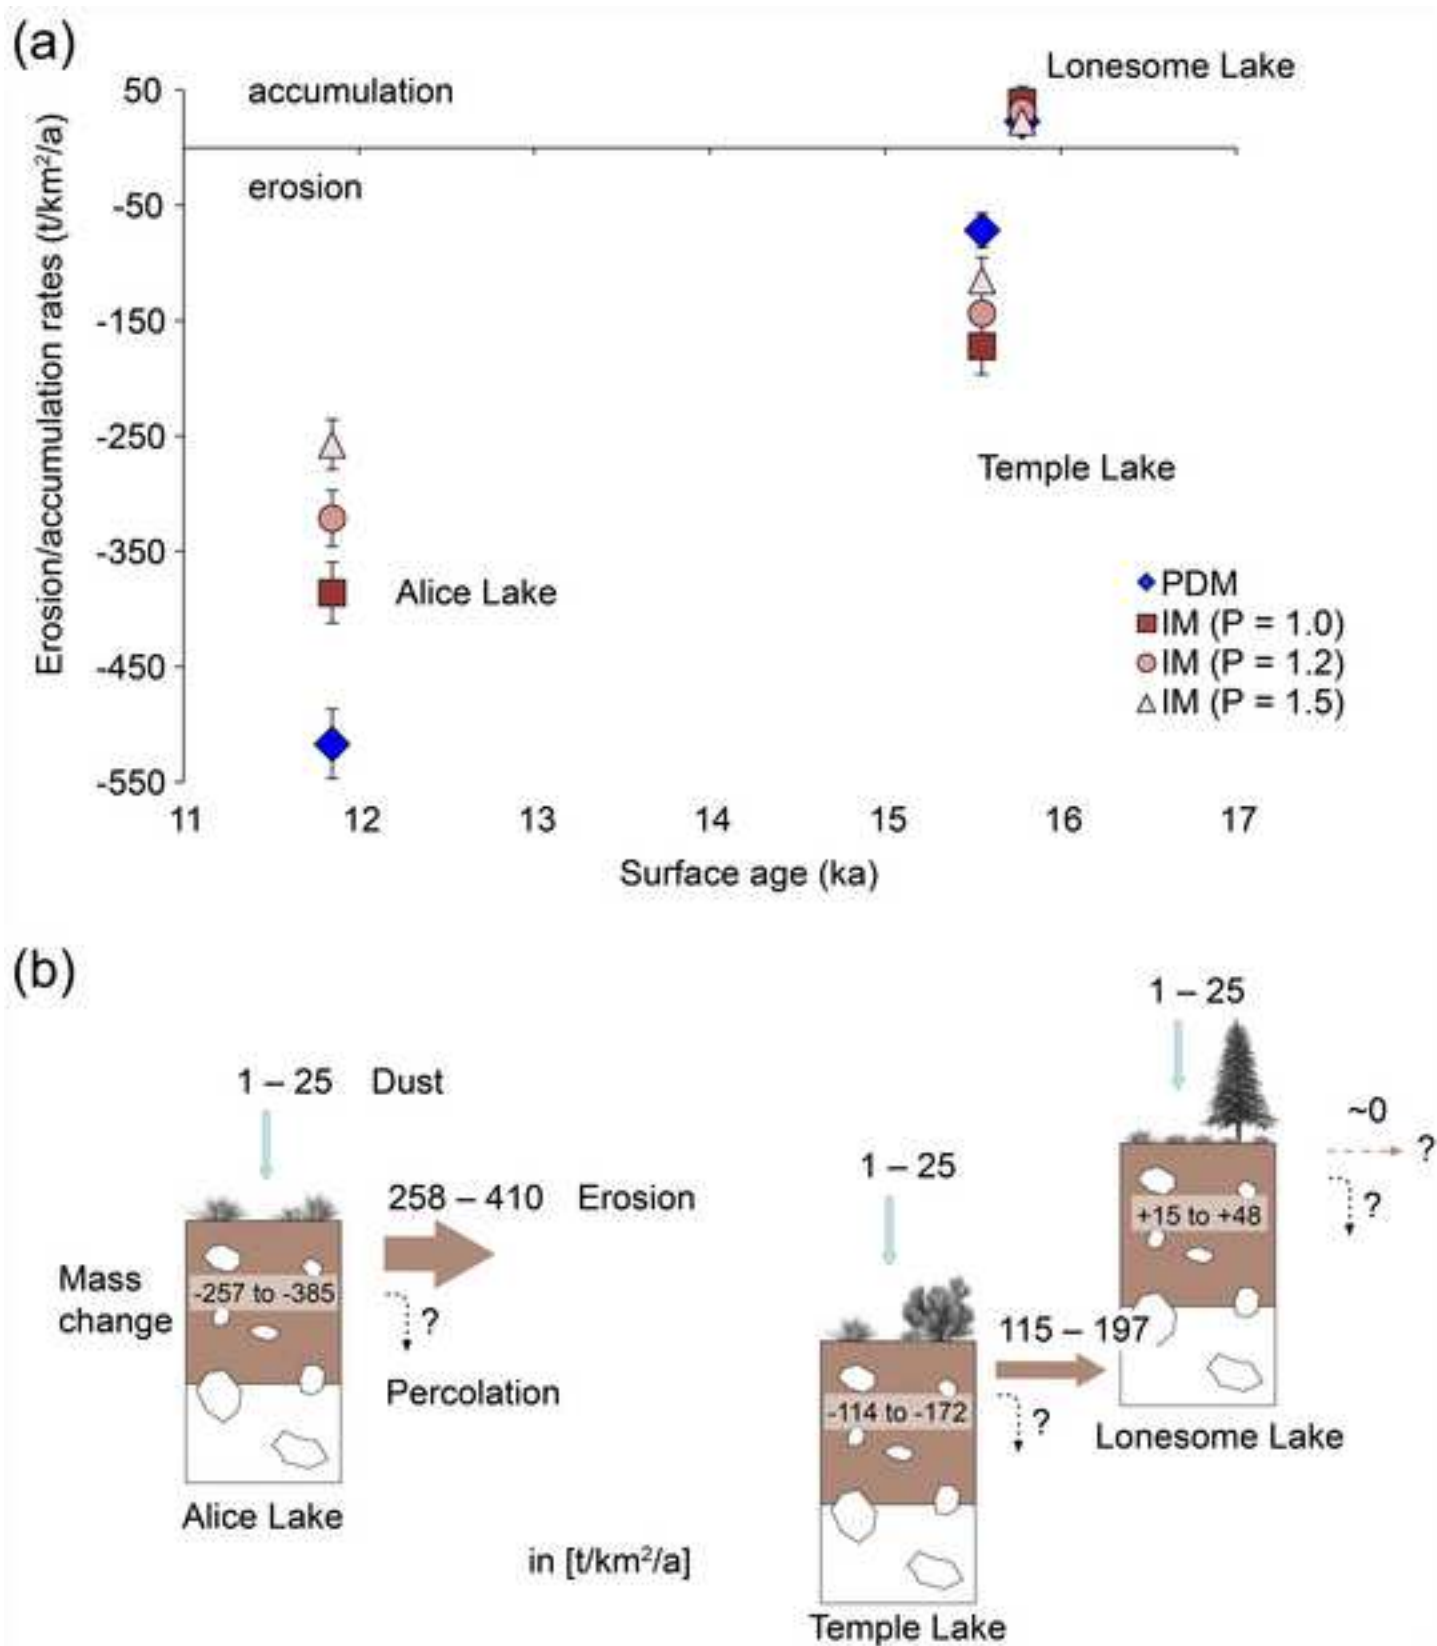 (a)
Lonesome Lake
accumulation
erosion
Temple Lake
Alice Lake
Erosion/accumulation rates (t/km²/a)
50
-50
-150
-250
-350
-450
-550
PDM
IM (P = 1.0)
IM (P = 1.2)
IM (P = 1.5)
11 12 13 14 15 16 17
Surface age (ka)
(b)
1 – 25 Dust
258 – 410 Erosion
Mass
change
-257 to -385
?
Percolation
Alice Lake
in [t/km²/a]
1 – 25
115 – 197
-114 to -172
?
Temple Lake
1 – 25
~0
?
+15 to +48
?
Lonesome Lake